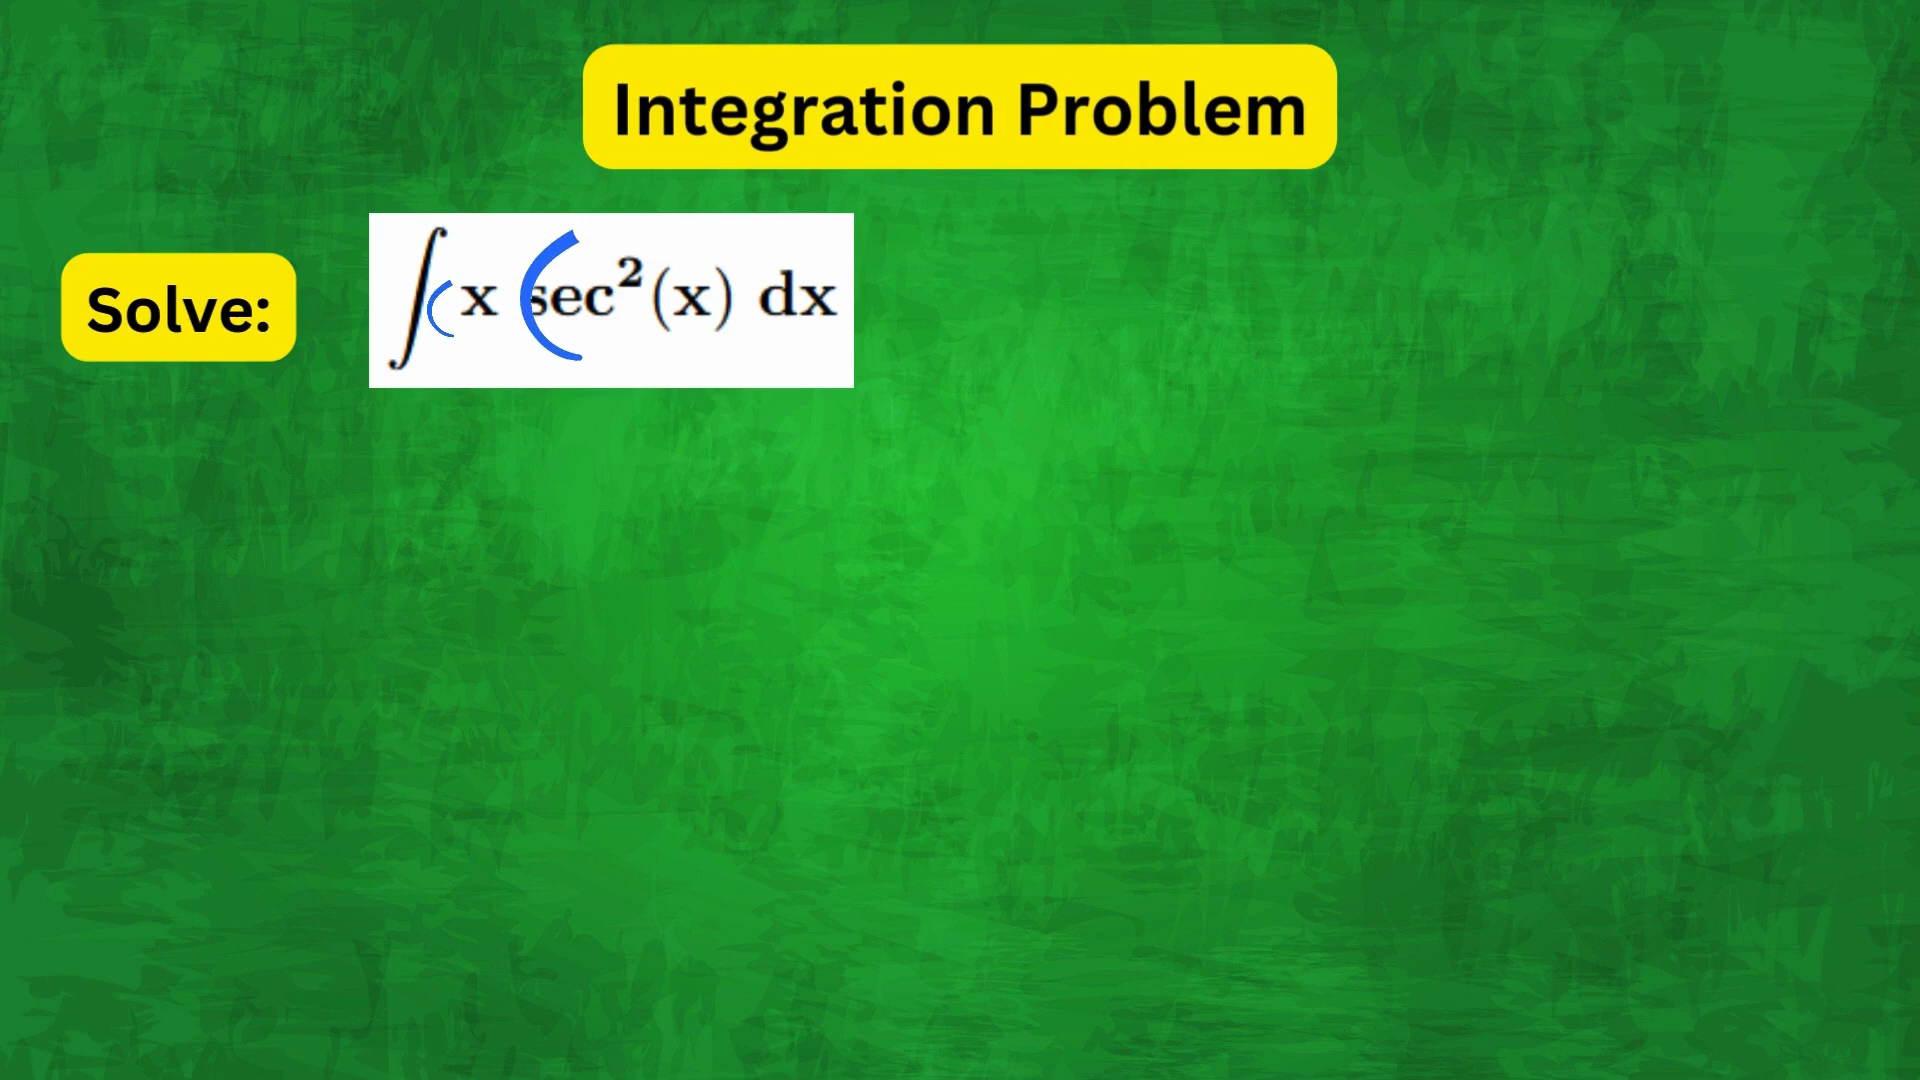 Integration Problem
Solve:
∫ x sec²(x) dx